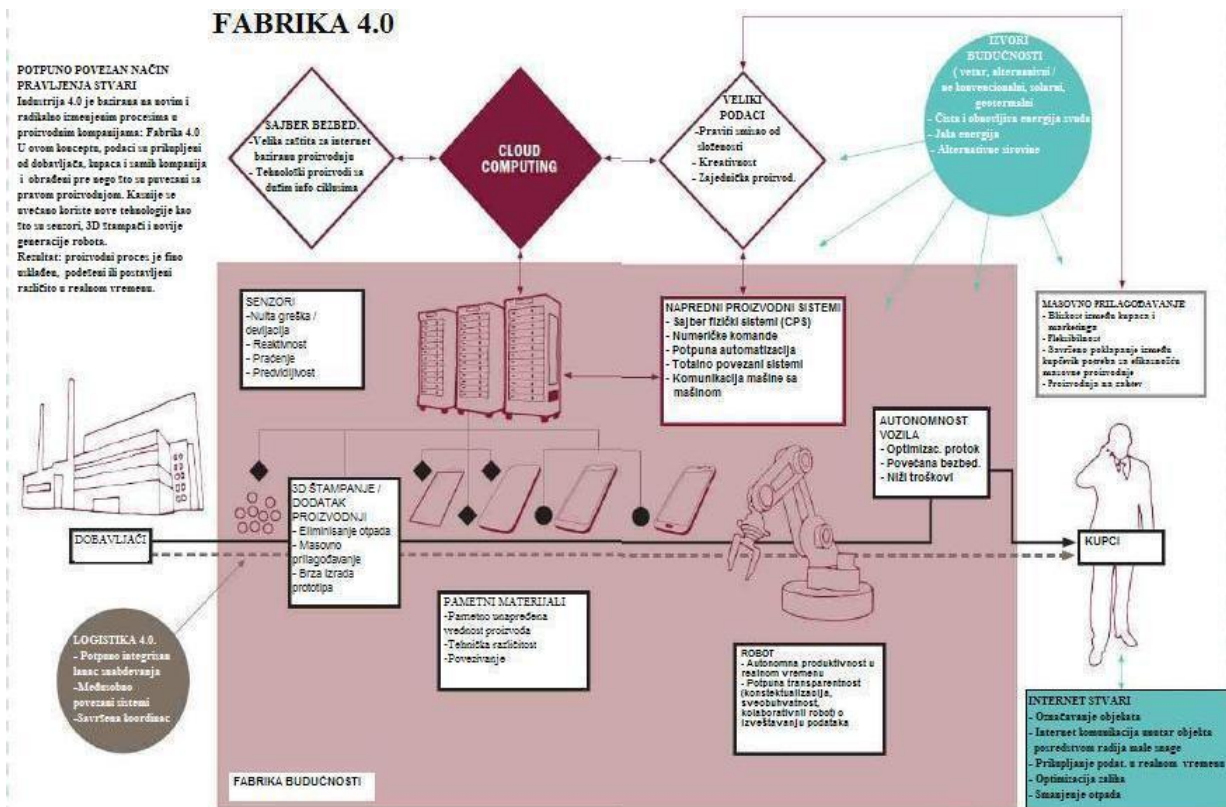 FABRIKA 4.0
POTPUNO POVEZAN NAČIN
PRAVLJENJA STVARI
Industrija 4.0 je bazirana na novim i
radikalno izmenjenim procesima u
proizvodnim kompanijama: Fabrika 4.0
U ovom konceptu, podaci su prikupljeni
od dobavljača, kupaca i samih kompanija
i obrađeni pre nego što su puvezani sa
pravom proizvodnjom. Kasnije se
uvećano koriste nove tehnologije kao
što su senzori, 3D štampači i novije
generacije robota.
Rezultat: proizvodni proces je fino
usklađen, podešeni ili postavljeni
različito u realnom vremenu.
SAJBER BEZBED.
-Velika zaštita za internet
baziranu proizvodnju
- Tehnološki proizvodi sa
dužim info ciklusima
CLOUD
COMPUTING
VELIKI
PODACI
-Praviti smisao od
složenosti
- Kreativnost
- Zajednička proizvod.
IZVORI
BUDUĆNOSTI
( vetar, alternativni /
ne konvencionalni, solarni,
geotermalni
- Čista i obnovljiva energija svuda
- Jaka energija
- Alternativne sirovine
SENZORI
-Nulta greška /
devijacija
- Reaktivnost
- Praćenje
- Predvidljivost
NAPREDNI PROIZVODNI SISTEMI
- Sajber fizički sistemi (CPS)
- Numeričke komande
- Potpuna automatizacija
- Totalno povezani sistemi
- Komunikacija mašine sa
mašinom
MASOVNO PRILAGOĐAVANJE
- Bliskost između kupaca i
marketinga
- Fleksibilnost
- Savršeno poklapanje između
kupčevih potreba sa efikasnošću
masovne proizvodnje
- Proizvodnja na zahtev
AUTONOMNOST
VOZILA
- Optimizac. protok
- Povećana bezbed.
- Niži troškovi
3D ŠTAMPANJE /
DODATAK
PROIZVODNJI
- Eliminisanje otpada
- Masovno
prilagođavanje
- Brza izrada
prototipa
DOBAVLJAČI
KUPCI
PAMETNI MATERIJALI
-Pametno unapređena
vrednost proizvoda
-Tehnička različitost
- Povezivanje
LOGISTIKA 4.0.
- Potpuno integrisan
lanac snabdevanja
-Međusobno
povezani sistemi
-Savršena koordinac
ROBOT
- Autonomna produktivnost u
realnom vremenu
- Potpuna transparentnost
(konstektualizacija,
sveobuhvatnost,
kolaborativnii robot) o
izveštavanju podataka
INTERNET STVARI
- Označavanje objekata
- Internet komunikacija unutar objekta
posredstvom radija male snage
- Prikupljanje podat. u realnom vremenu
- Optimizacija zaliha
- Smanjenje otpada
FABRIKA BUDUĆNOSTI